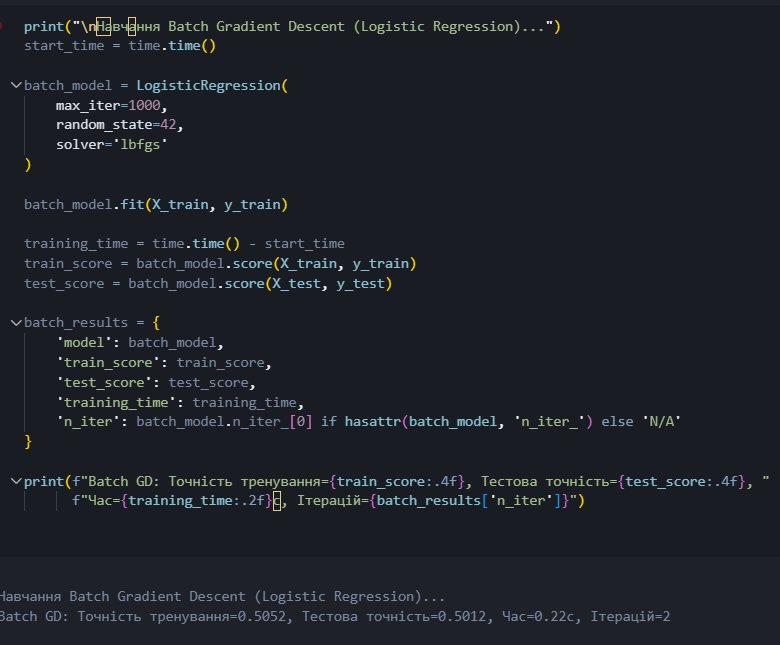 print("\nНавчання Batch Gradient Descent (Logistic Regression)...")
start_time = time.time()
batch_model = LogisticRegression(
max_iter=1000,
random_state=42,
solver='lbfgs'
)
batch_model.fit(X_train, y_train)
training_time = time.time() - start_time
train_score = batch_model.score(X_train, y_train)
test_score = batch_model.score(X_test, y_test)
batch_results = {
'model': batch_model,
'train_score': train_score,
'test_score': test_score,
'training_time': training_time,
'n_iter': batch_model.n_iter_[0] if hasattr(batch_model, 'n_iter_') else 'N/A'
}
print(f"Batch GD: Точність тренування={train_score:.4f}, Тестова точність={test_score:.4f}, "
f"Час={training_time:.2f}с, Ітерацій={batch_results['n_iter']}")
Навчання Batch Gradient Descent (Logistic Regression)...
Batch GD: Точність тренування=0.5052, Тестова точність=0.5012, Час=0.22с, Ітерацій=2